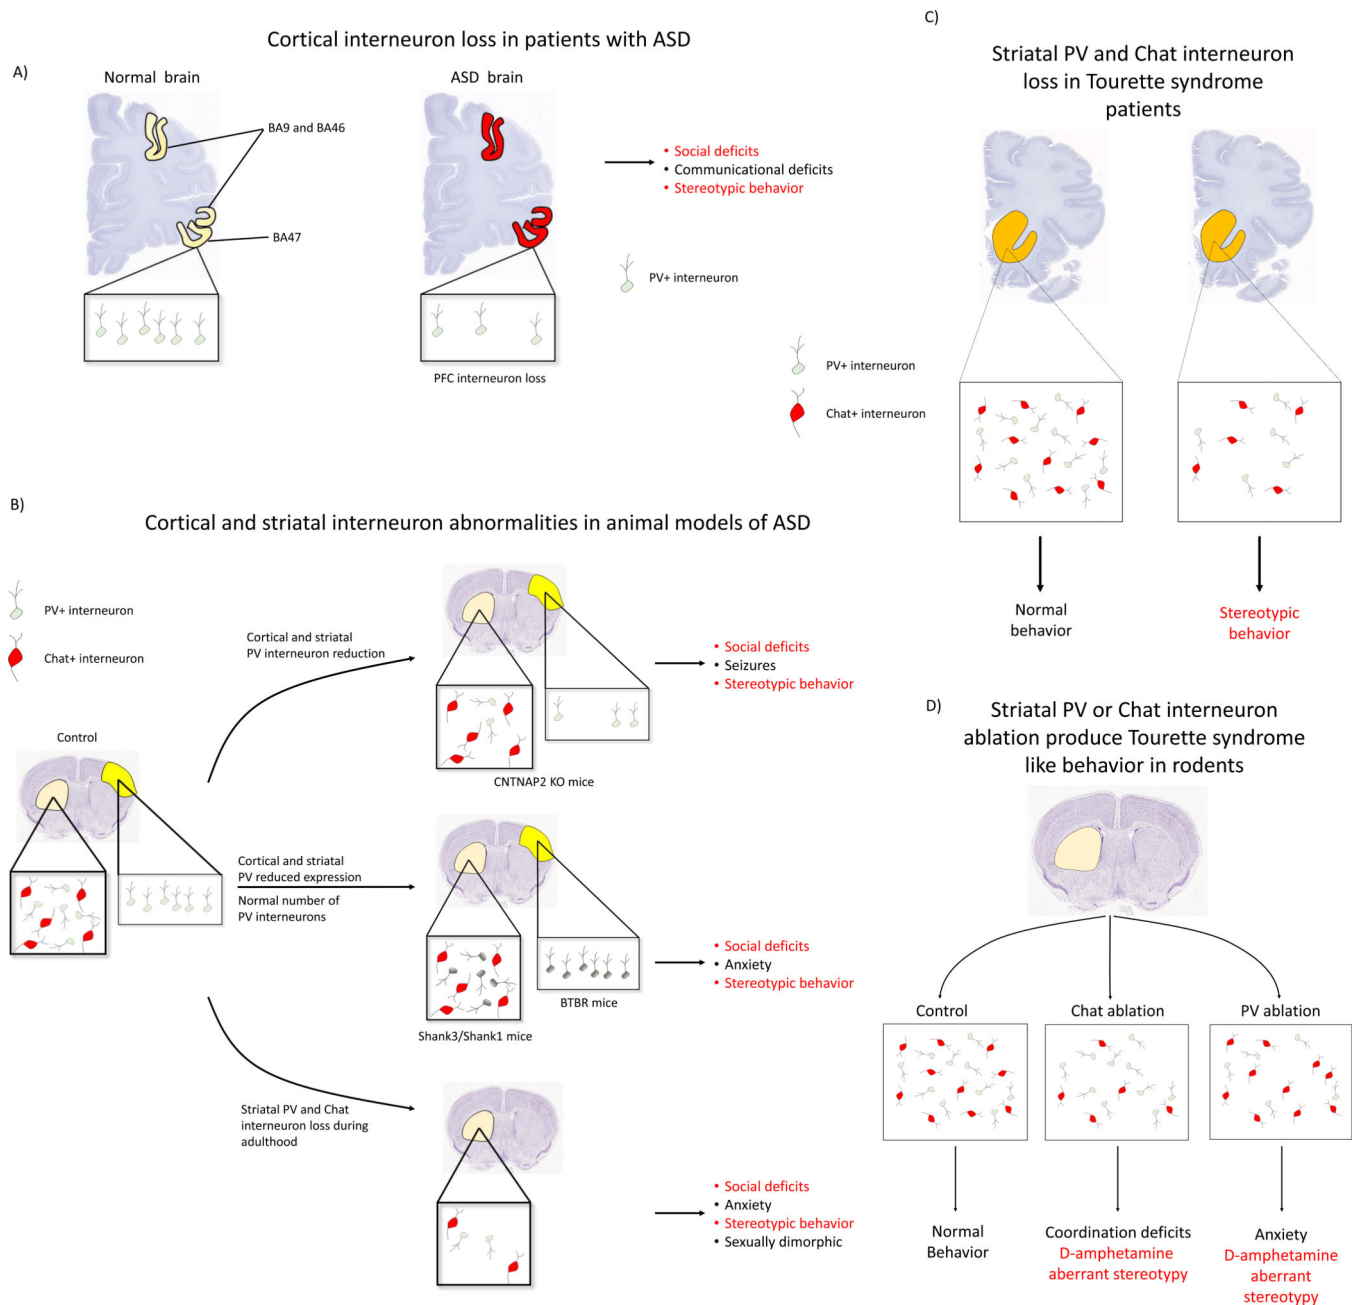 Cortical interneuron loss in patients with ASD
A)
Normal brain
ASD brain
BA9 and BA46
BA47
• Social deficits
• Communicational deficits
• Stereotypic behavior
PV+ interneuron
PFC interneuron loss
C)
Striatal PV and Chat interneuron
loss in Tourette syndrome
patients
PV+ interneuron
Chat+ interneuron
Normal
behavior
Stereotypic
behavior
B)
Cortical and striatal interneuron abnormalities in animal models of ASD
PV+ interneuron
Chat+ interneuron
Control
Cortical and striatal
PV interneuron reduction
CNTNAP2 KO mice
• Social deficits
• Seizures
• Stereotypic behavior
Cortical and striatal
PV reduced expression
Normal number of
PV interneurons
BTBR mice
Shank3/Shank1 mice
• Social deficits
• Anxiety
• Stereotypic behavior
Striatal PV and Chat
interneuron loss during
adulthood
• Social deficits
• Anxiety
• Stereotypic behavior
• Sexually dimorphic
D)
Striatal PV or Chat interneuron
ablation produce Tourette syndrome
like behavior in rodents
Control
Chat ablation
PV ablation
Normal
Behavior
Coordination deficits
D-amphetamine
aberrant stereotypy
Anxiety
D-amphetamine
aberrant
stereotypy